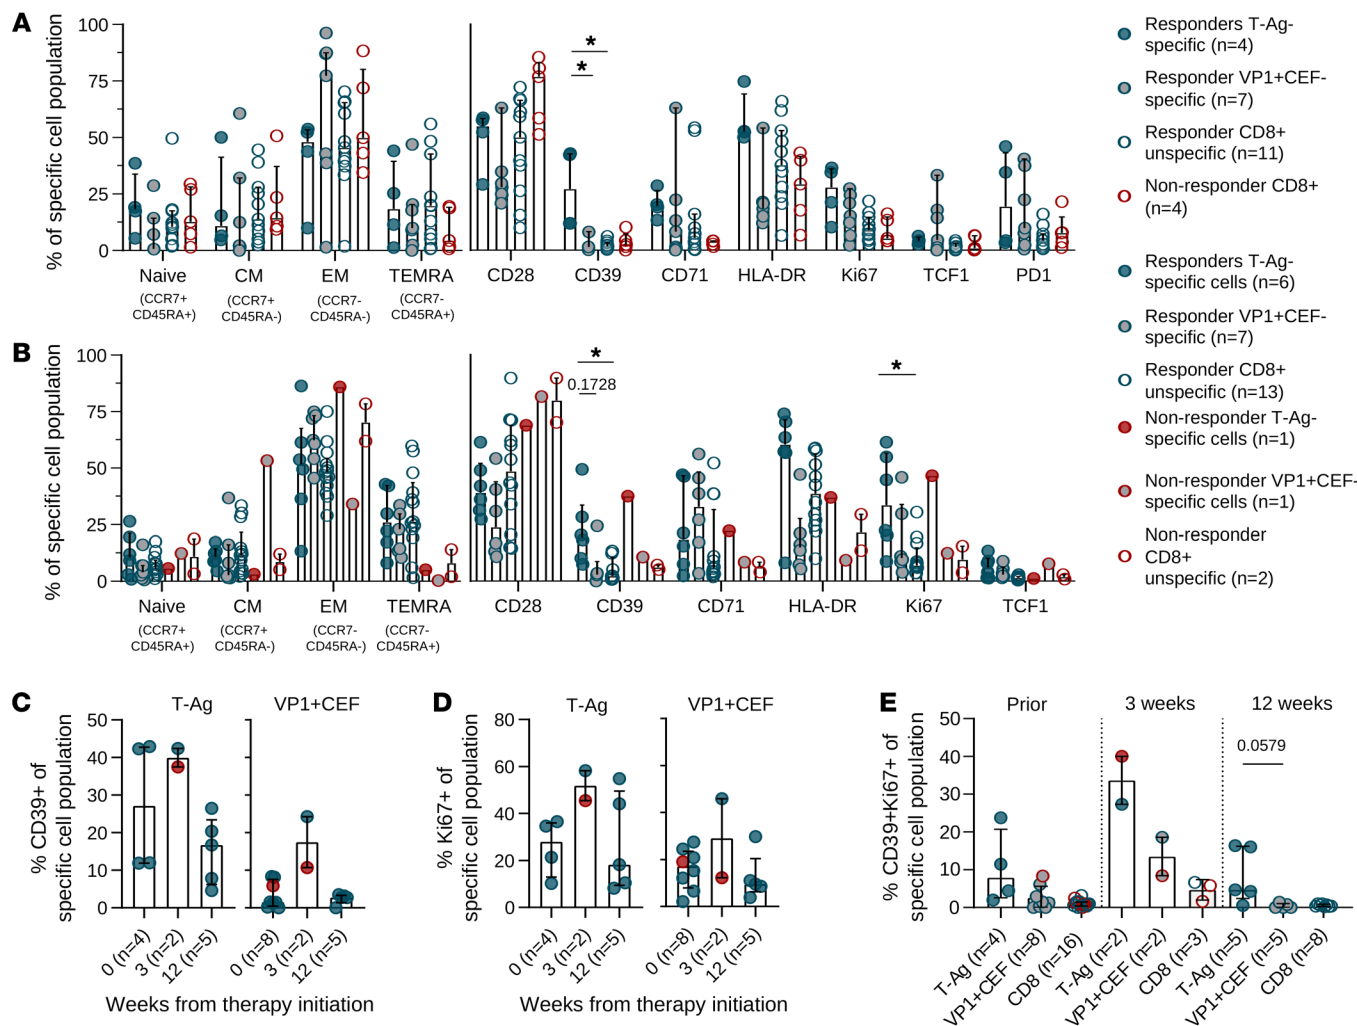 A
% of specific cell population
100
75
50
25
0
*
*
Naive
CM
EM
TEMRA
CD28
CD39
CD71
HLA-DR
Ki67
TCF1
PD1
(CCR7+
CD45RA+)
(CCR7+
CD45RA-)
(CCR7-
CD45RA-)
(CCR7-
CD45RA+)
Responders T-Ag-
specific (n=4)
Responder VP1+CEF-
specific (n=7)
Responder CD8+
unspecific (n=11)
Non-responder CD8+
(n=4)
B
% of specific cell population
100
75
50
25
0
*
0.1728
*
Naive
CM
EM
TEMRA
CD28
CD39
CD71
HLA-DR
Ki67
TCF1
(CCR7+
CD45RA+)
(CCR7+
CD45RA-)
(CCR7-
CD45RA-)
(CCR7-
CD45RA+)
Responders T-Ag-
specific cells (n=6)
Responder VP1+CEF-
specific (n=7)
Responder CD8+
unspecific (n=13)
Non-responder T-Ag-
specific cells (n=1)
Non-responder VP1+CEF-
specific cells (n=1)
Non-responder
CD8+
unspecific (n=2)
C
T-Ag
VP1+CEF
% CD39+ of
specific cell population
50
40
30
20
10
0
0 (n=4)
3 (n=2)
12 (n=5)
0 (n=8)
3 (n=2)
12 (n=5)
Weeks from therapy initiation
D
T-Ag
VP1+CEF
% Ki67+ of
specific cell population
80
60
40
20
0
0 (n=4)
3 (n=2)
12 (n=5)
0 (n=8)
3 (n=2)
12 (n=5)
Weeks from therapy initiation
E
Prior
3 weeks
12 weeks
% CD39+Ki67+ of
specific cell population
50
40
30
20
10
0
0.0579
T-Ag (n=4)
VP1+CEF (n=8)
CD8 (n=16)
T-Ag (n=2)
VP1+CEF (n=2)
CD8 (n=3)
T-Ag (n=5)
VP1+CEF (n=5)
CD8 (n=8)